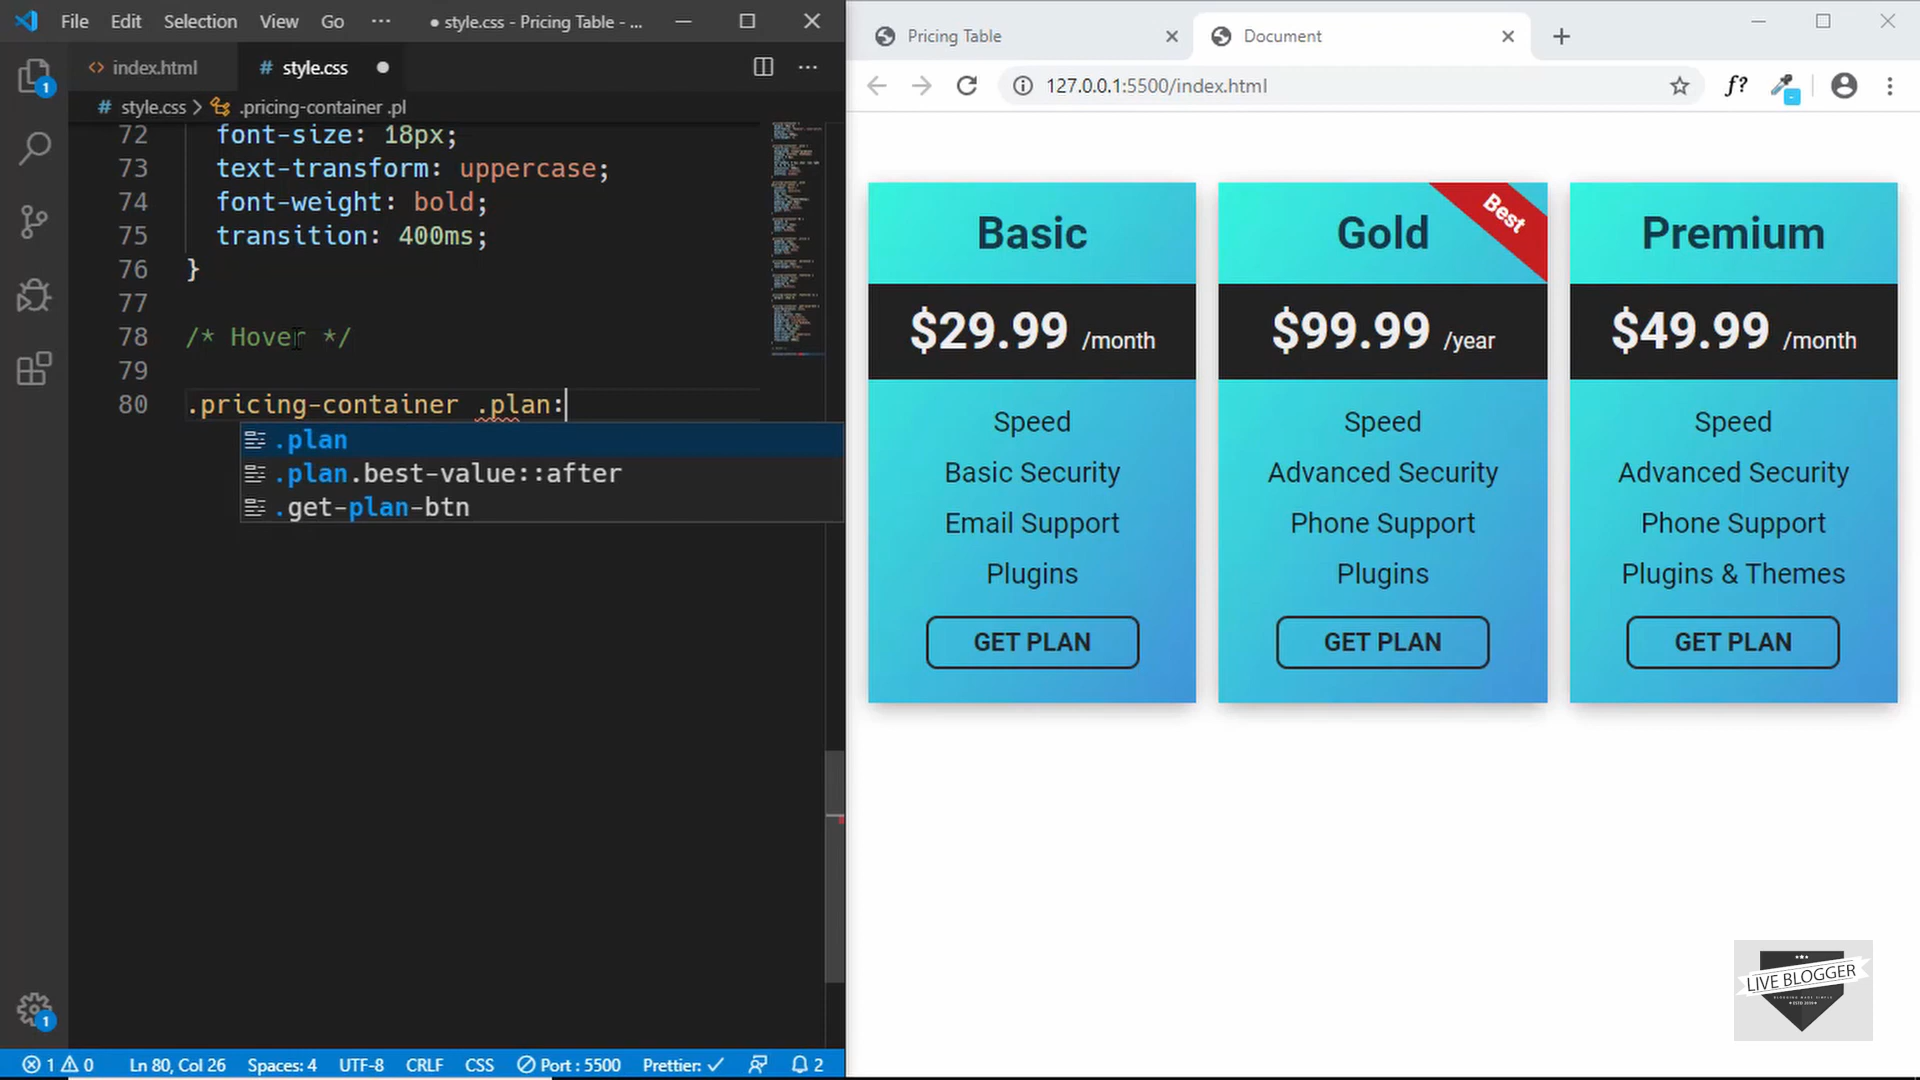 File Edit Selection View Go ··· ● style.css - Pricing Table - ...
index.html # style.css ●
# style.css > .pricing-container .pl
72 font-size: 18px;
73 text-transform: uppercase;
74 font-weight: bold;
75 transition: 400ms;
76 }
77
78 /* Hover */
79
80 .pricing-container .plan:
.plan
.plan.best-value::after
.get-plan-btn
1
1
1 0 Ln 80, Col 26 Spaces: 4 UTF-8 CRLF CSS Port : 5500 Prettier: ✓ 2
Pricing Table Document
127.0.0.1:5500/index.html f?
Basic
$29.99 /month
Speed
Basic Security
Email Support
Plugins
GET PLAN
Gold
Best
$99.99 /year
Speed
Advanced Security
Phone Support
Plugins
GET PLAN
Premium
$49.99 /month
Speed
Advanced Security
Phone Support
Plugins & Themes
GET PLAN
LIVE BLOGGER